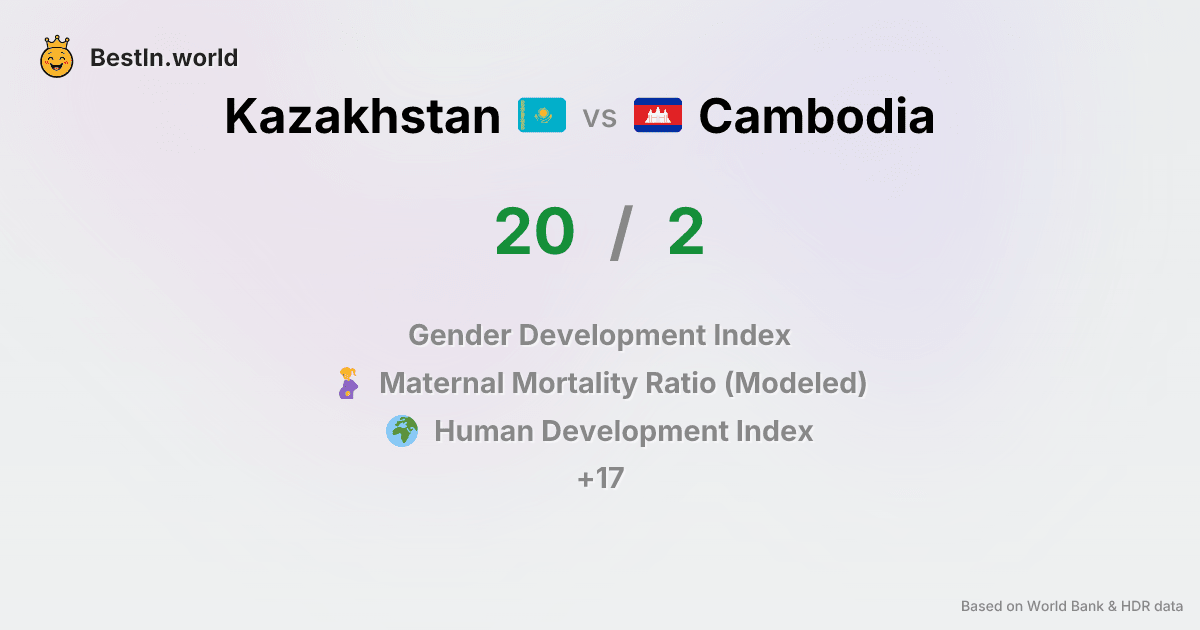 BestIn.world
Kazakhstan vs Cambodia
20 / 2
Gender Development Index
Maternal Mortality Ratio (Modeled)
Human Development Index
+17
Based on World Bank & HDR data